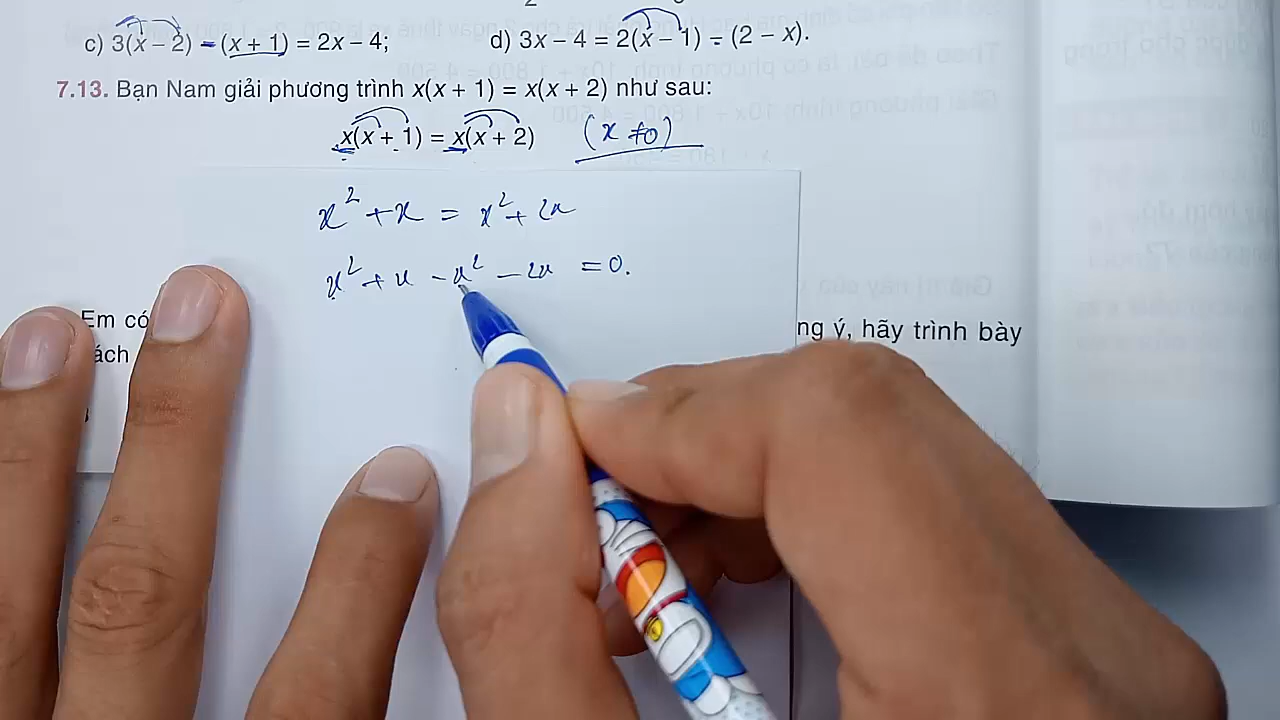 c) 3(x – 2) – (x + 1) = 2x – 4;
d) 3x – 4 = 2(x – 1) – (2 – x).
7.13. Bạn Nam giải phương trình x(x + 1) = x(x + 2) như sau:
x(x + 1) = x(x + 2) (x ≠ 0)
x² + x = x² + 2x
x² + x – x² – 2x = 0.
Em có
ng ý, hãy trình bày
ách